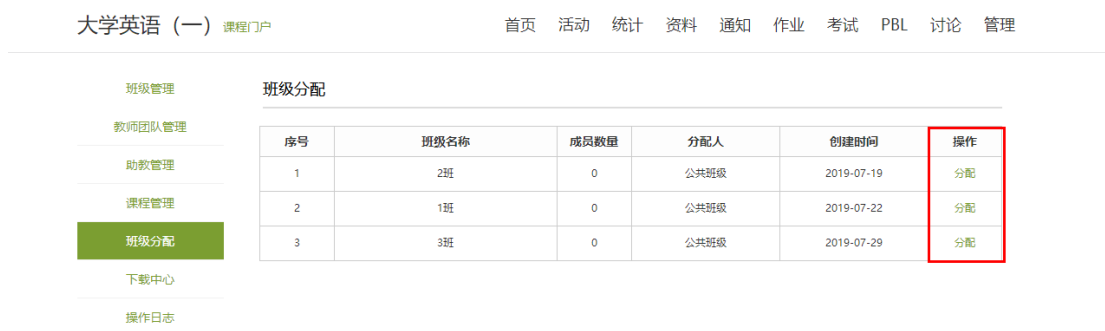 大学英语（一） 课程门户
首页 活动 统计 资料 通知 作业 考试 PBL 讨论 管理
班级管理
教师团队管理
助教管理
课程管理
班级分配
下载中心
操作日志
班级分配
序号 班级名称 成员数量 分配人 创建时间 操作
1 2班 0 公共班级 2019-07-19 分配
2 1班 0 公共班级 2019-07-22 分配
3 3班 0 公共班级 2019-07-29 分配